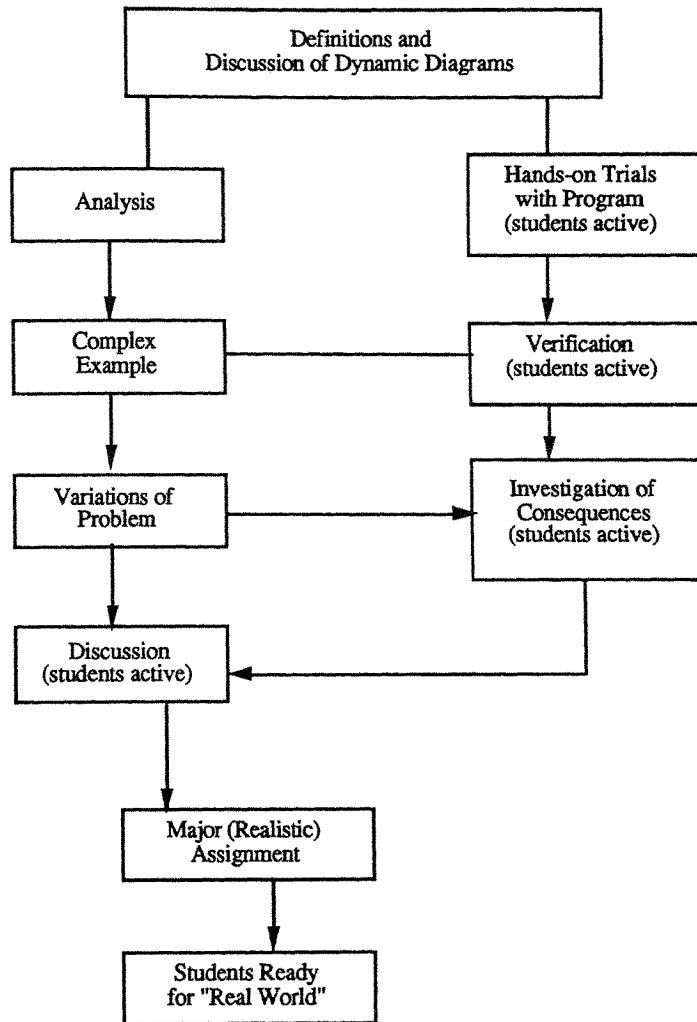 Definitions and
Discussion of Dynamic Diagrams
Analysis
Hands-on Trials
with Program
(students active)
Complex
Example
Verification
(students active)
Variations of
Problem
Investigation of
Consequences
(students active)
Discussion
(students active)
Major (Realistic)
Assignment
Students Ready
for "Real World"